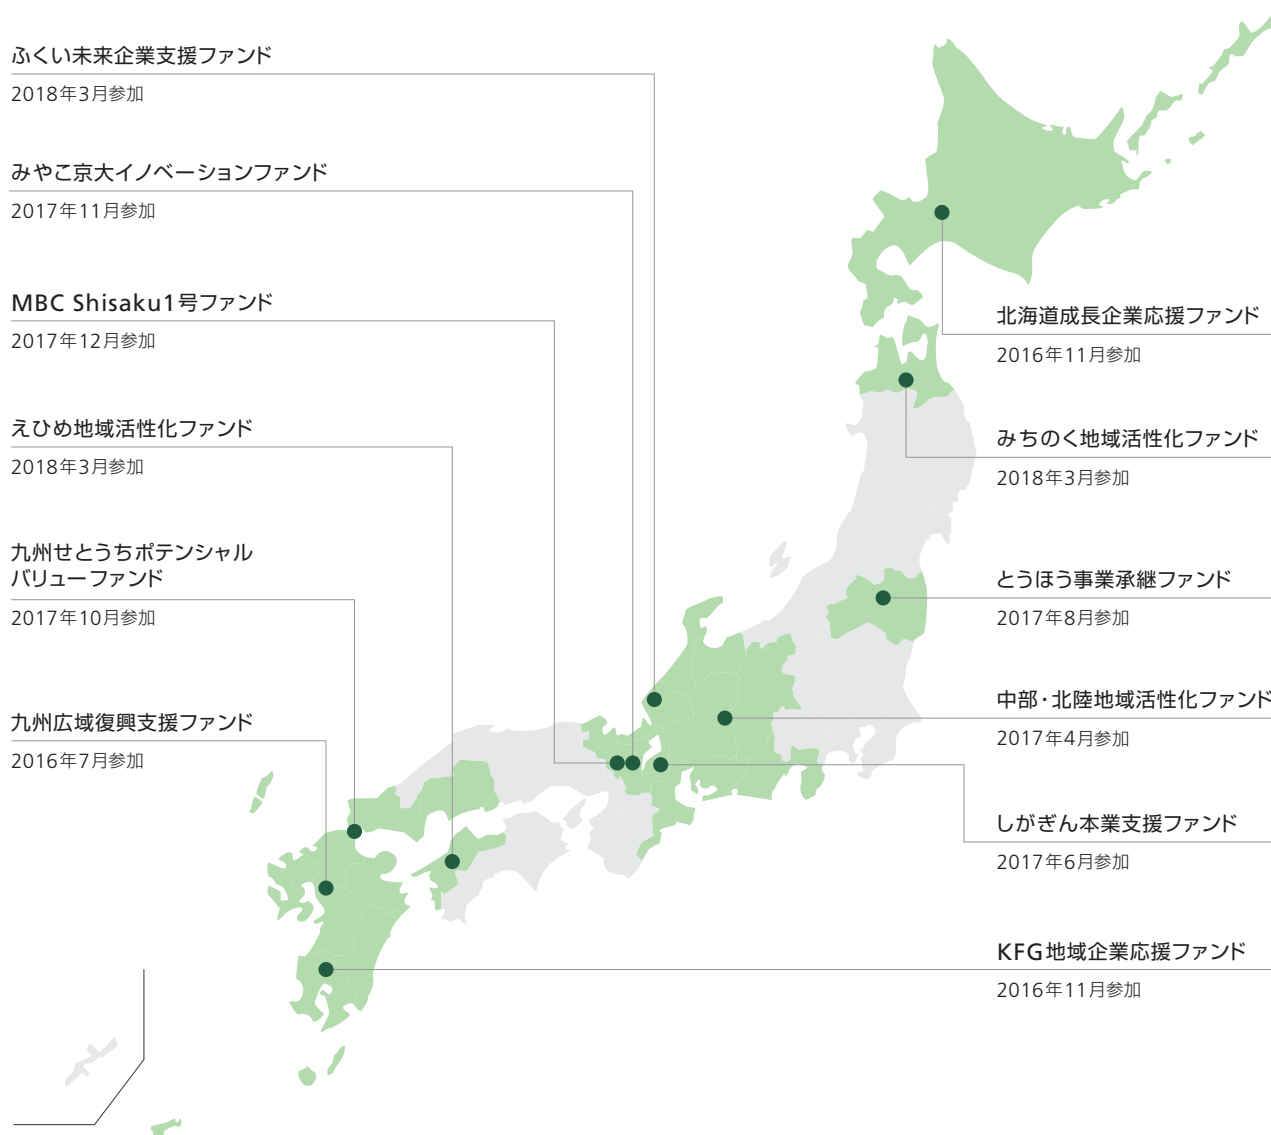 ふくい未来企業支援ファンド
2018年3月参加
みやこ京大イノベーションファンド
2017年11月参加
MBC Shisaku1号ファンド
2017年12月参加
えひめ地域活性化ファンド
2018年3月参加
九州せとうちポテンシャル
バリューファンド
2017年10月参加
九州広域復興支援ファンド
2016年7月参加
北海道成長企業応援ファンド
2016年11月参加
みちのく地域活性化ファンド
2018年3月参加
とうほう事業承継ファンド
2017年8月参加
中部・北陸地域活性化ファンド
2017年4月参加
しがぎん本業支援ファンド
2017年6月参加
KFG地域企業応援ファンド
2016年11月参加